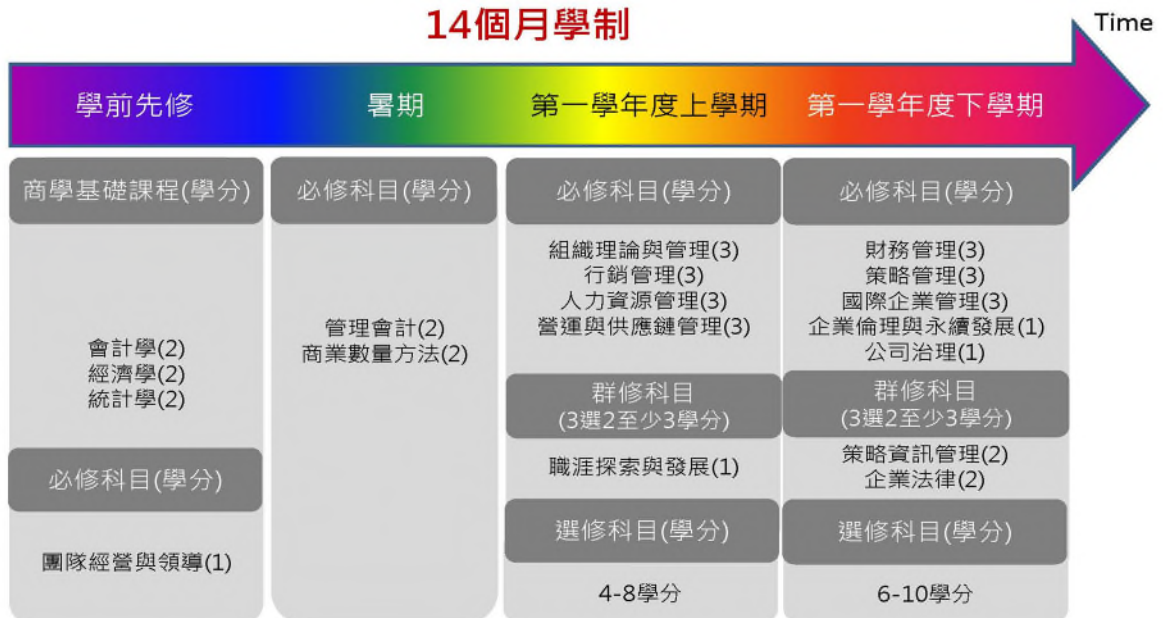 14個月學制
Time
學前先修
暑期
第一學年度上學期
第一學年度下學期
商學基礎課程(學分)
會計學(2)
經濟學(2)
統計學(2)
必修科目(學分)
團隊經營與領導(1)
必修科目(學分)
管理會計(2)
商業數量方法(2)
必修科目(學分)
組織理論與管理(3)
行銷管理(3)
人力資源管理(3)
營運與供應鏈管理(3)
群修科目
(3選2至少3學分)
職涯探索與發展(1)
選修科目(學分)
4-8學分
必修科目(學分)
財務管理(3)
策略管理(3)
國際企業管理(3)
企業倫理與永續發展(1)
公司治理(1)
群修科目
(3選2至少3學分)
策略資訊管理(2)
企業法律(2)
選修科目(學分)
6-10學分